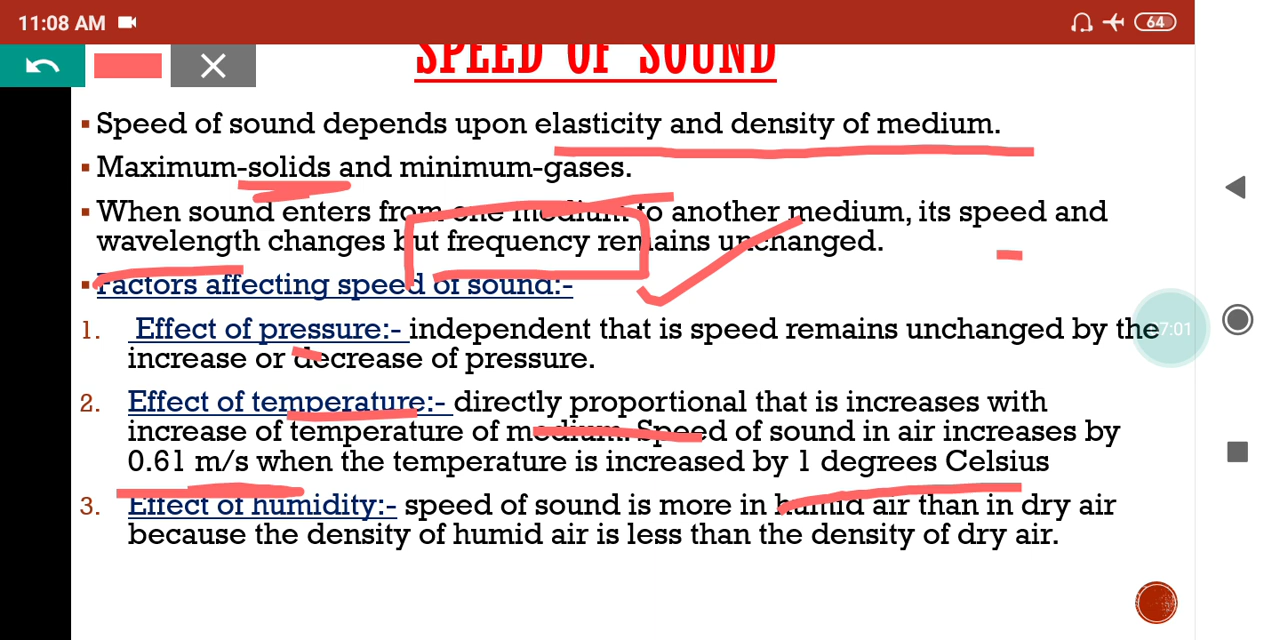 11:08 AM
64
SPEED OF SOUND
Speed of sound depends upon elasticity and density of medium.
Maximum-solids and minimum-gases.
When sound enters from one medium to another medium, its speed and
wavelength changes but frequency remains unchanged.
Factors affecting speed of sound:-
1. Effect of pressure:- independent that is speed remains unchanged by the
increase or decrease of pressure.
2. Effect of temperature:- directly proportional that is increases with
increase of temperature of medium. Speed of sound in air increases by
0.61 m/s when the temperature is increased by 1 degrees Celsius
3. Effect of humidity:- speed of sound is more in humid air than in dry air
because the density of humid air is less than the density of dry air.